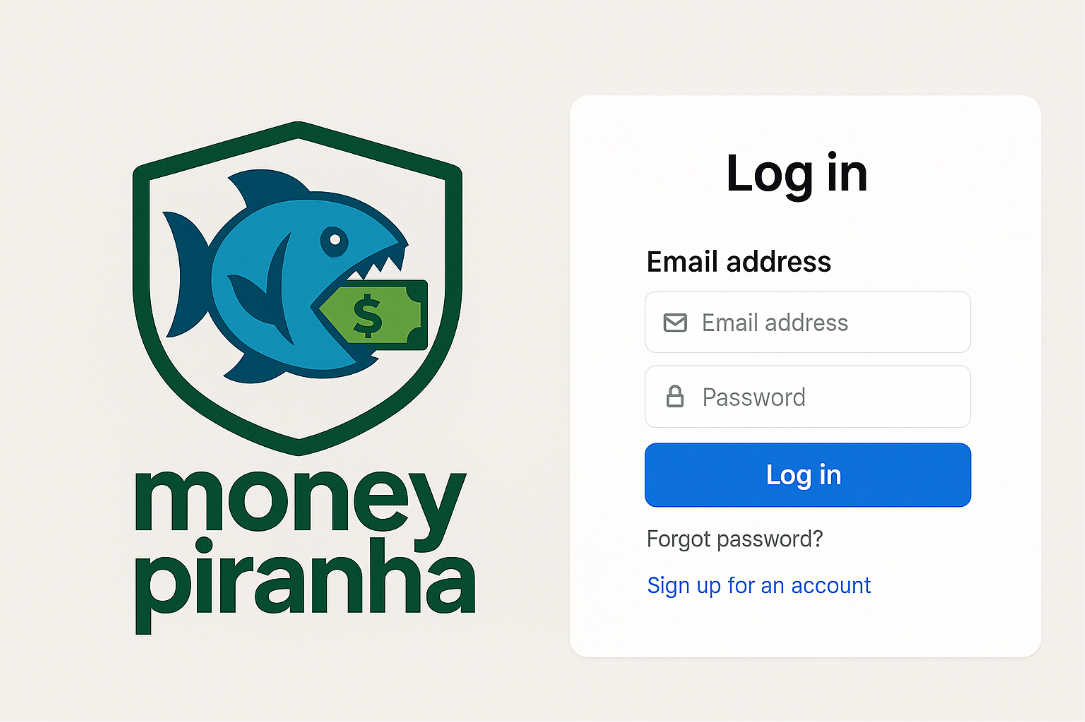 $
money
piranha
Log in
Email address
Email address
Password
Log in
Forgot password?
Sign up for an account